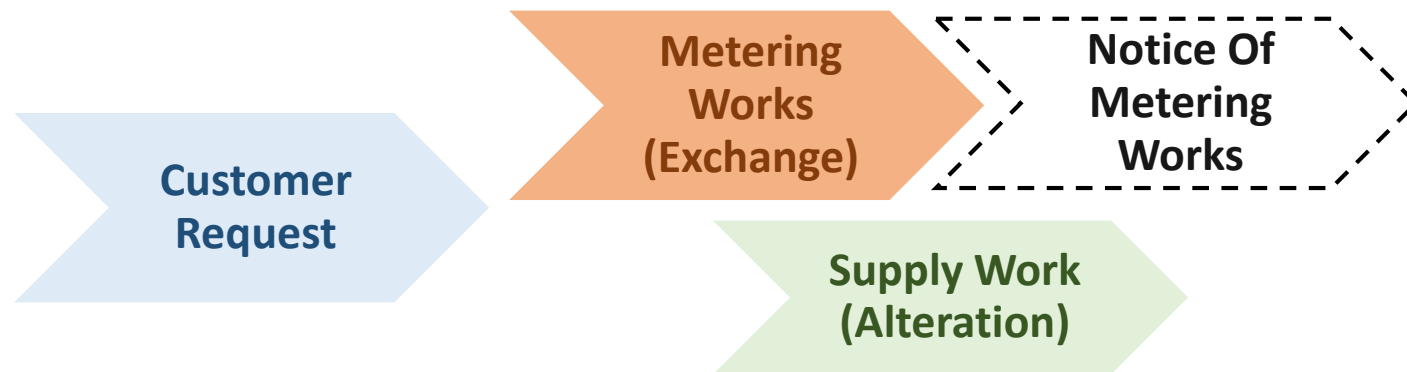 Customer
Request
Metering
Works
(Exchange)
Notice Of
Metering
Works
Supply Work
(Alteration)